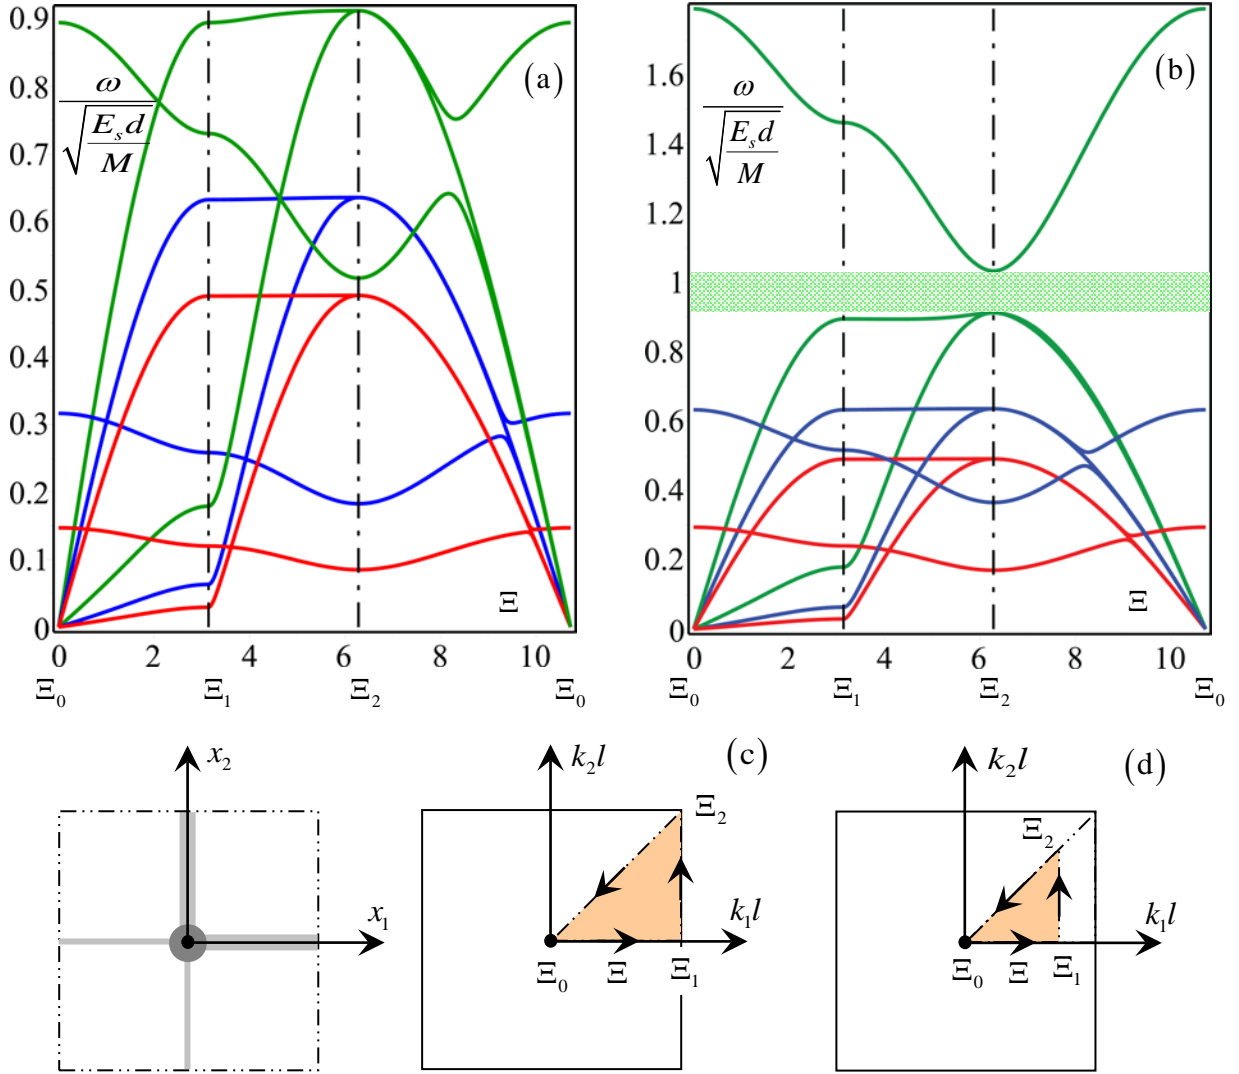 (a)
ω
√(E_s d / M)
0.9
0.8
0.7
0.6
0.5
0.4
0.3
0.2
0.1
0
0 2 4 6 8 10
Ξ
Ξ₀ Ξ₁ Ξ₂ Ξ₀
(b)
ω
√(E_s d / M)
1.6
1.4
1.2
1
0.8
0.6
0.4
0.2
0
0 2 4 6 8 10
Ξ
Ξ₀ Ξ₁ Ξ₂ Ξ₀
x₂
x₁
(c)
k₂l
Ξ₂
k₁l
Ξ₀ Ξ Ξ₁
(d)
k₂l
Ξ₂
k₁l
Ξ₀ Ξ Ξ₁